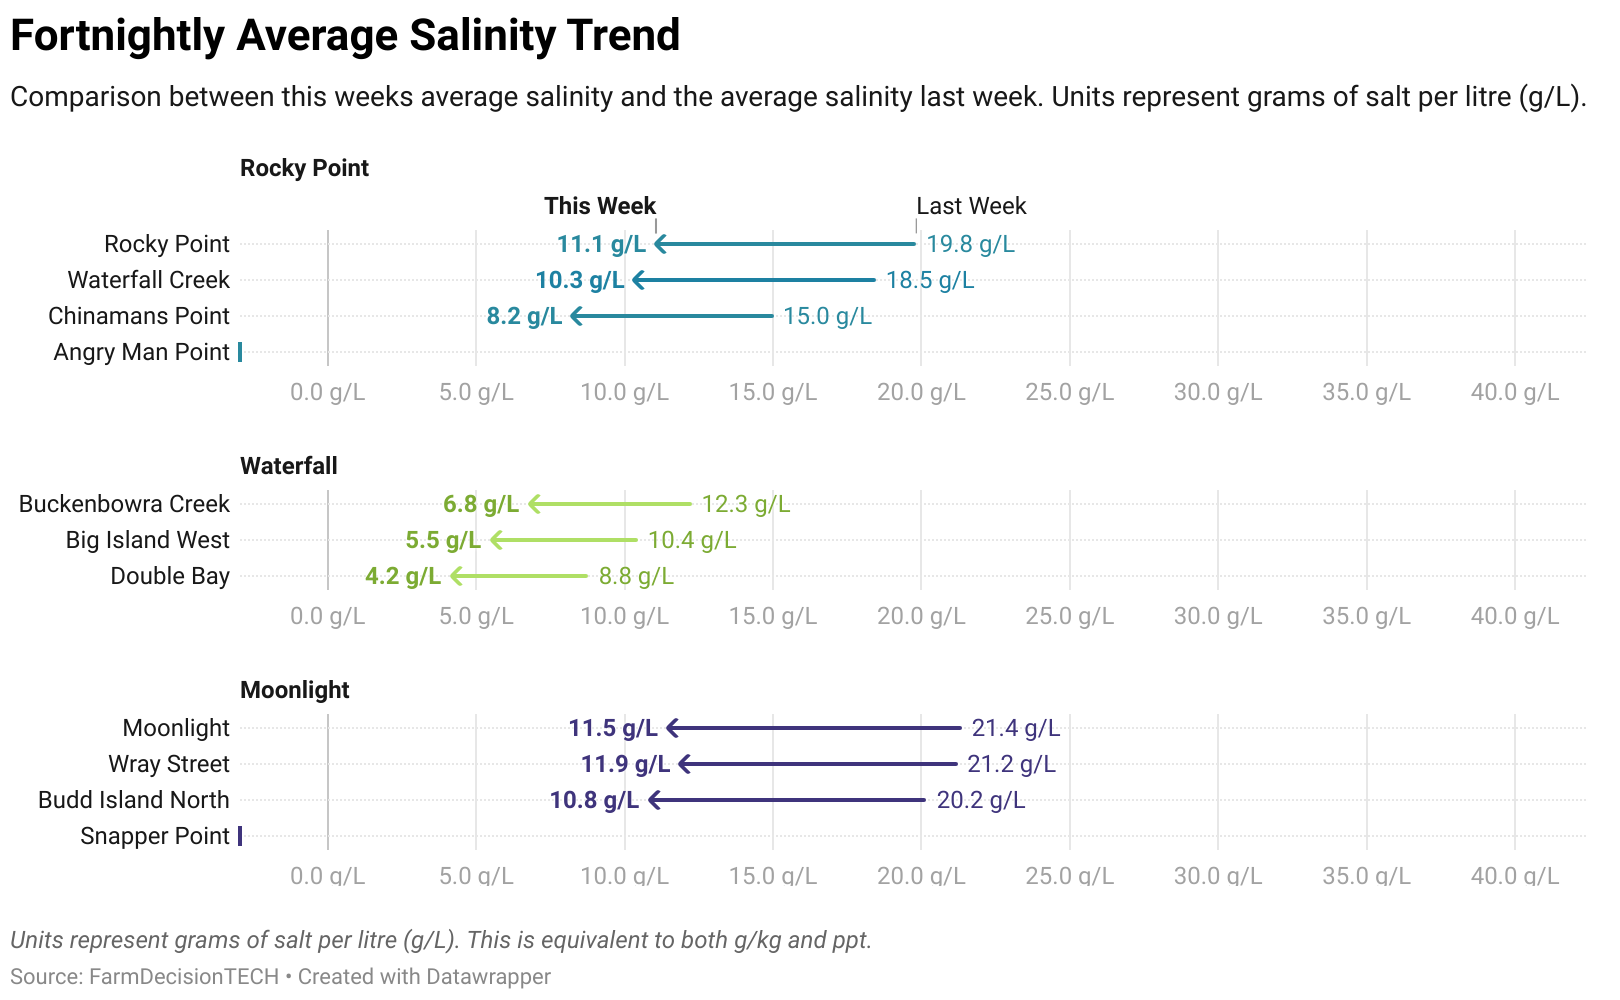 Fortnightly Average Salinity Trend
Comparison between this weeks average salinity and the average salinity last week. Units represent grams of salt per litre (g/L).
Rocky Point
This Week Last Week
Rocky Point 11.1 g/L 19.8 g/L
Waterfall Creek 10.3 g/L 18.5 g/L
Chinamans Point 8.2 g/L 15.0 g/L
Angry Man Point
0.0 g/L 5.0 g/L 10.0 g/L 15.0 g/L 20.0 g/L 25.0 g/L 30.0 g/L 35.0 g/L 40.0 g/L
Waterfall
Buckenbowra Creek 6.8 g/L 12.3 g/L
Big Island West 5.5 g/L 10.4 g/L
Double Bay 4.2 g/L 8.8 g/L
0.0 g/L 5.0 g/L 10.0 g/L 15.0 g/L 20.0 g/L 25.0 g/L 30.0 g/L 35.0 g/L 40.0 g/L
Moonlight
Moonlight 11.5 g/L 21.4 g/L
Wray Street 11.9 g/L 21.2 g/L
Budd Island North 10.8 g/L 20.2 g/L
Snapper Point
0.0 g/L 5.0 g/L 10.0 g/L 15.0 g/L 20.0 g/L 25.0 g/L 30.0 g/L 35.0 g/L 40.0 g/L
Units represent grams of salt per litre (g/L). This is equivalent to both g/kg and ppt.
Source: FarmDecisionTECH • Created with Datawrapper